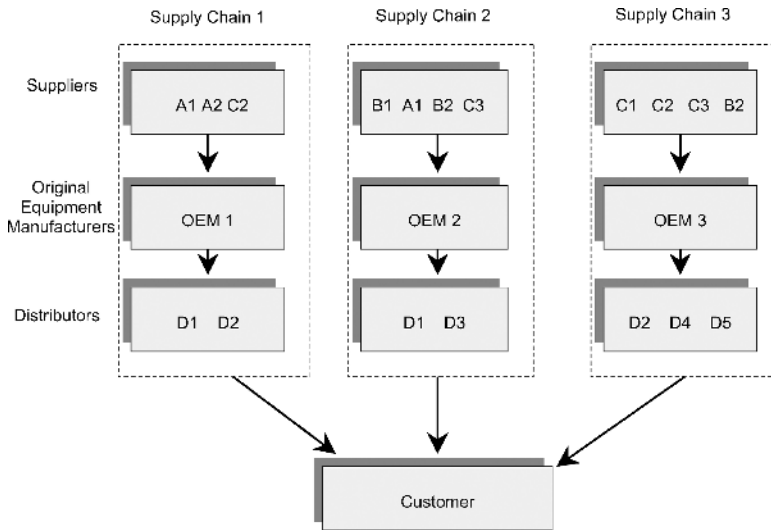 Supply Chain 1 Supply Chain 2 Supply Chain 3
Suppliers
A1 A2 C2
B1 A1 B2 C3
C1 C2 C3 B2
Original
Equipment
Manufacturers
OEM 1
OEM 2
OEM 3
Distributors
D1 D2
D1 D3
D2 D4 D5
Customer